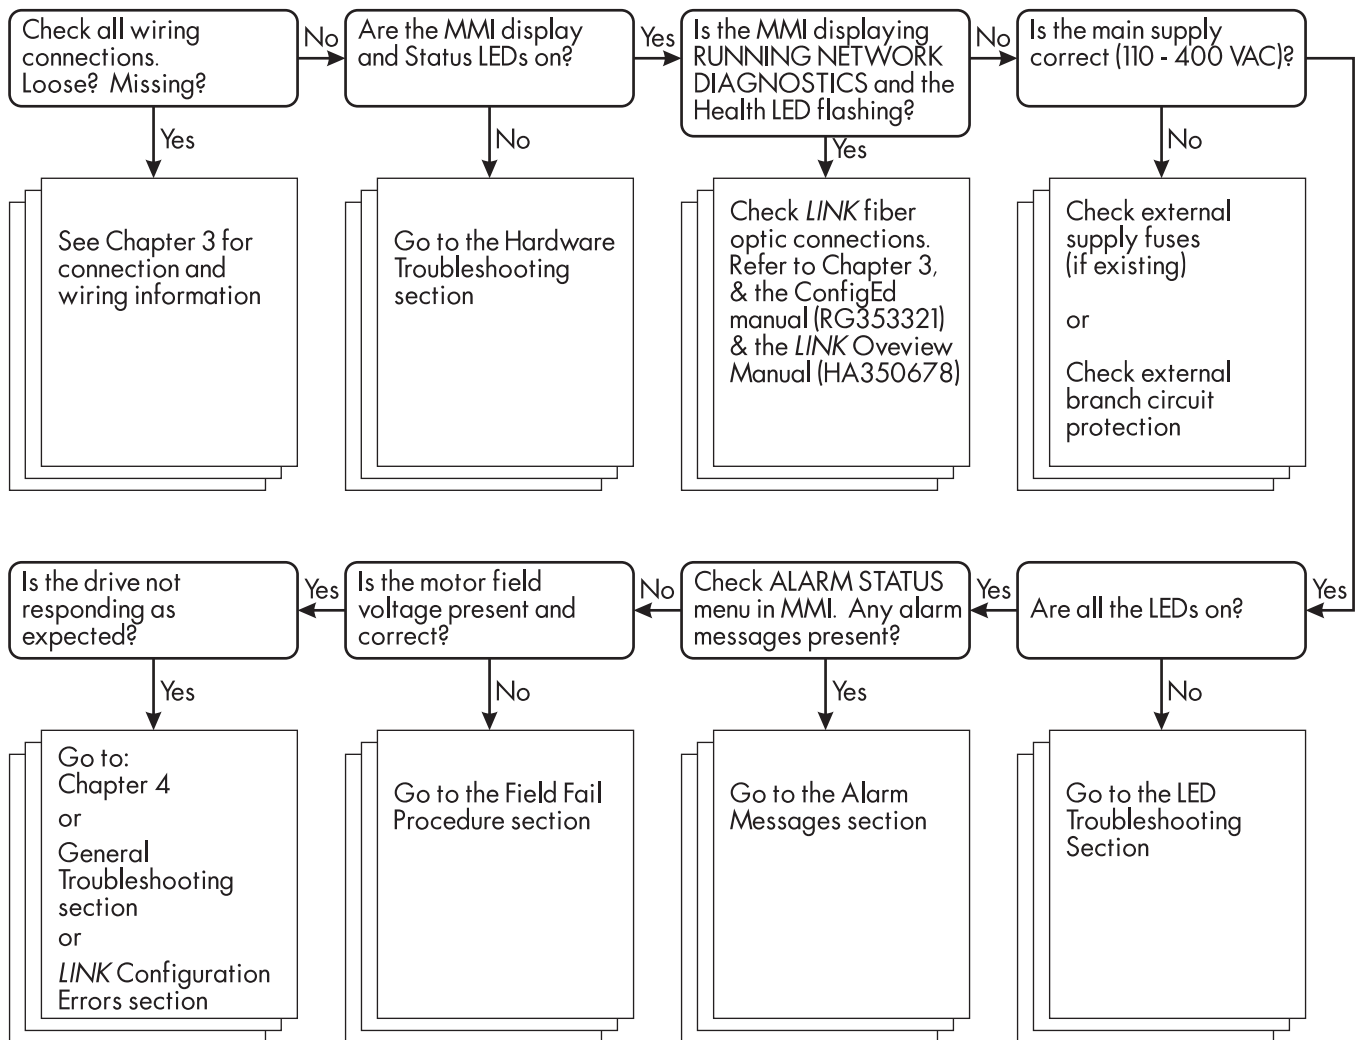 Check all wiring
connections.
Loose? Missing?
No
Are the MMI display
and Status LEDs on?
Yes
Is the MMI displaying
RUNNING NETWORK
DIAGNOSTICS and the
Health LED flashing?
No
Is the main supply
correct (110 - 400 VAC)?
Yes
No
Yes
No
See Chapter 3 for
connection and
wiring information
Go to the Hardware
Troubleshooting
section
Check LINK fiber
optic connections.
Refer to Chapter 3,
& the ConfigEd
manual (RG353321)
& the LINK Oveview
Manual (HA350678)
Check external
supply fuses
(if existing)
or
Check external
branch circuit
protection
Is the drive not
responding as
expected?
Yes
Is the motor field
voltage present and
correct?
No
Check ALARM STATUS
menu in MMI. Any alarm
messages present?
Yes
Are all the LEDs on?
Yes
Yes
No
Yes
No
Go to:
Chapter 4
or
General
Troubleshooting
section
or
LINK Configuration
Errors section
Go to the Field Fail
Procedure section
Go to the Alarm
Messages section
Go to the LED
Troubleshooting
Section